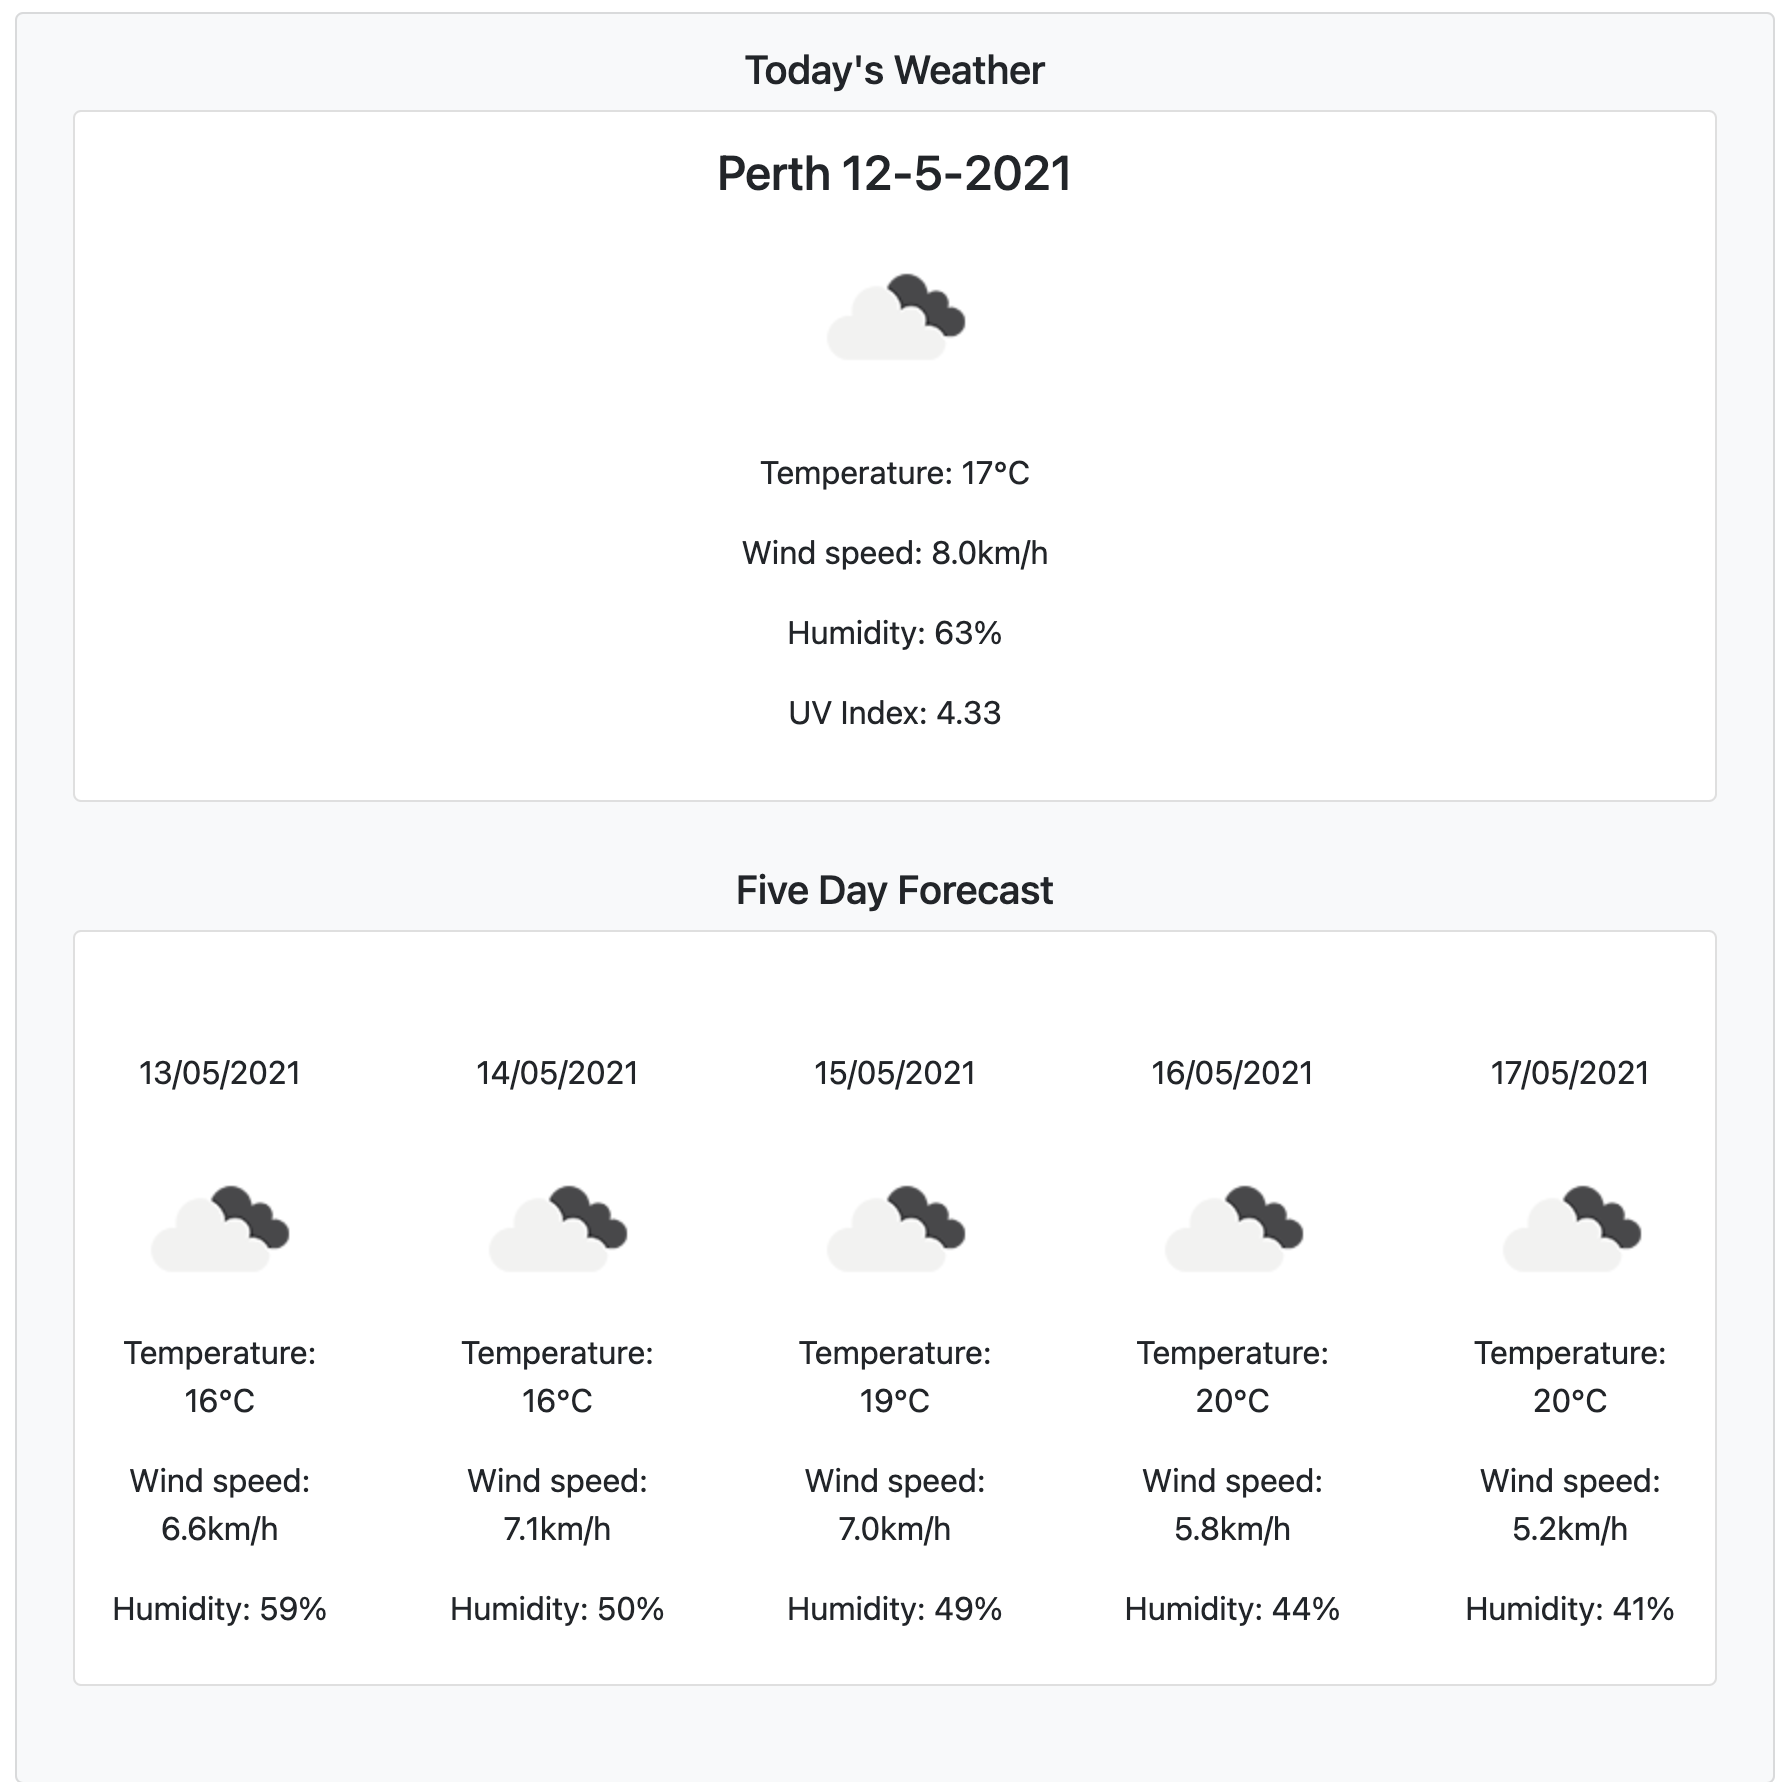 Today's Weather
Perth 12-5-2021
Temperature: 17°C
Wind speed: 8.0km/h
Humidity: 63%
UV Index: 4.33
Five Day Forecast
13/05/2021
Temperature:
16°C
Wind speed:
6.6km/h
Humidity: 59%
14/05/2021
Temperature:
16°C
Wind speed:
7.1km/h
Humidity: 50%
15/05/2021
Temperature:
19°C
Wind speed:
7.0km/h
Humidity: 49%
16/05/2021
Temperature:
20°C
Wind speed:
5.8km/h
Humidity: 44%
17/05/2021
Temperature:
20°C
Wind speed:
5.2km/h
Humidity: 41%